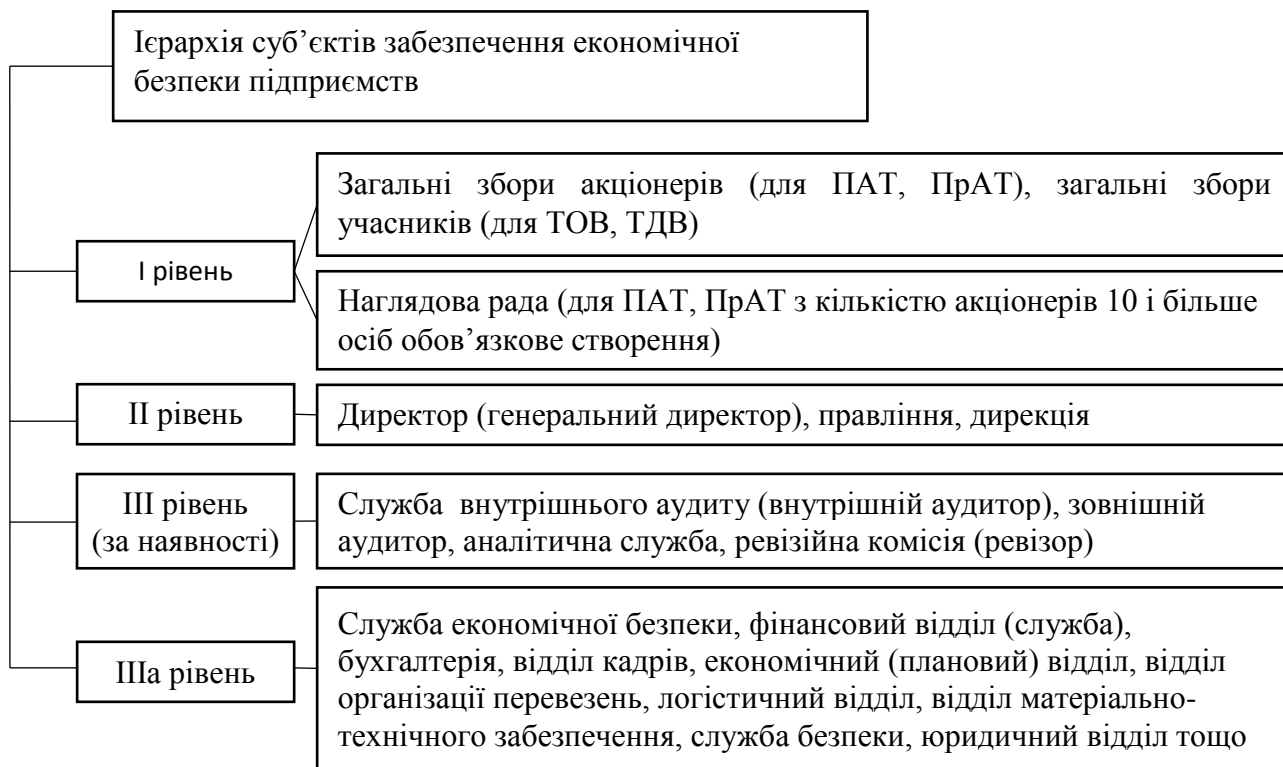 Ієрархія суб’єктів забезпечення економічної
безпеки підприємств
Загальні збори акціонерів (для ПАТ, ПрАТ), загальні збори
учасників (для ТОВ, ТДВ)
І рівень
Наглядова рада (для ПАТ, ПрАТ з кількістю акціонерів 10 і більше
осіб обов’язкове створення)
ІІ рівень
Директор (генеральний директор), правління, дирекція
ІІІ рівень
(за наявності)
Служба внутрішнього аудиту (внутрішній аудитор), зовнішній
аудитор, аналітична служба, ревізійна комісія (ревізор)
ІІІа рівень
Служба економічної безпеки, фінансовий відділ (служба),
бухгалтерія, відділ кадрів, економічний (плановий) відділ, відділ
організації перевезень, логістичний відділ, відділ матеріально-
технічного забезпечення, служба безпеки, юридичний відділ тощо